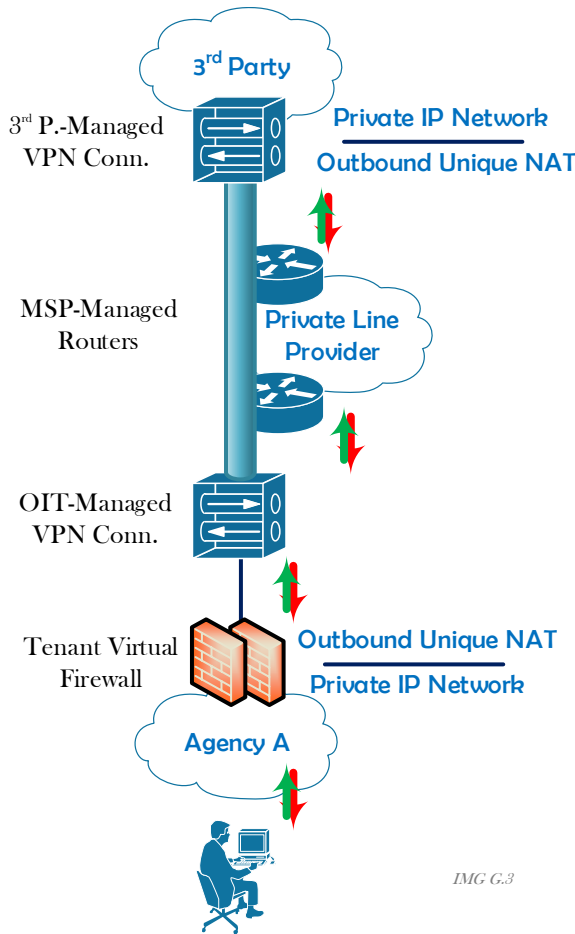 3rd Party
3rd P.-Managed
VPN Conn.
Private IP Network
Outbound Unique NAT
MSP-Managed
Routers
Private Line
Provider
OIT-Managed
VPN Conn.
Tenant Virtual
Firewall
Outbound Unique NAT
Private IP Network
Agency A
IMG G.3